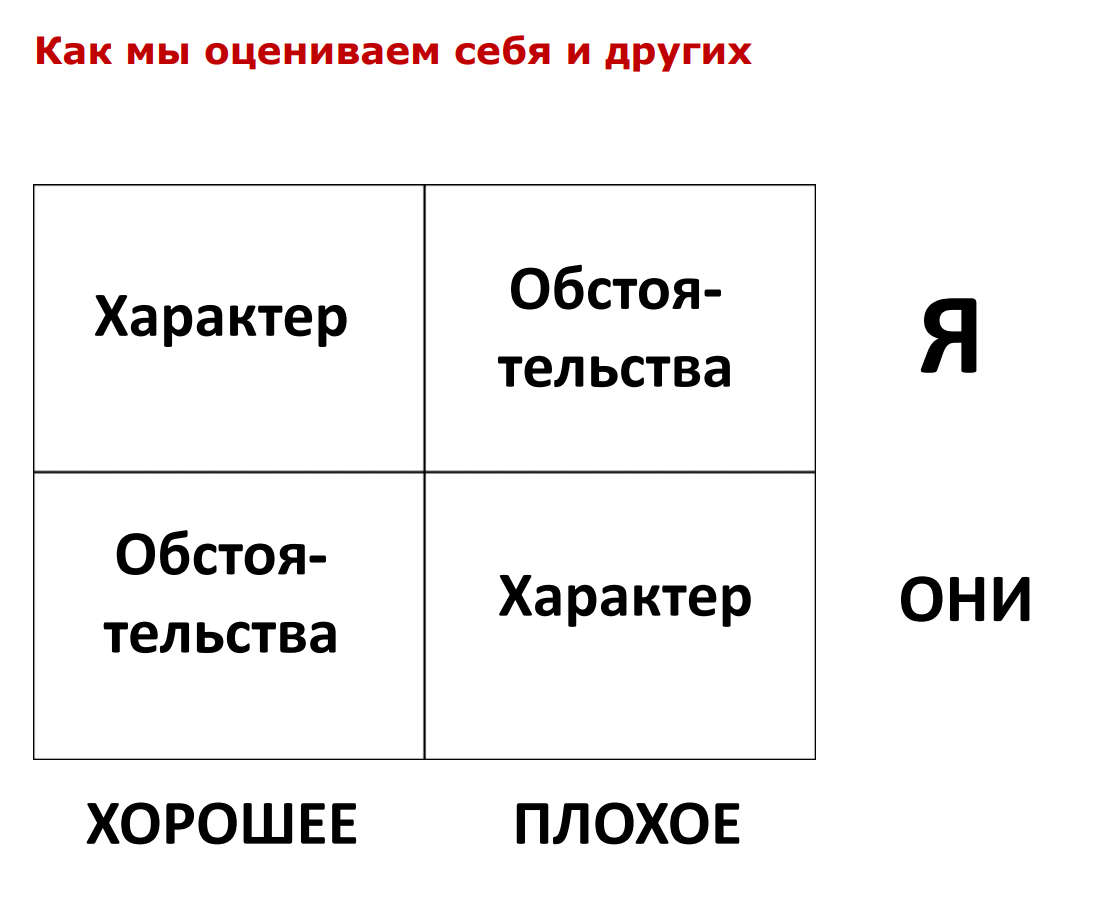 Как мы оцениваем себя и других
Характер
Обстоя-
тельства
Я
Обстоя-
тельства
Характер
ОНИ
ХОРОШЕЕ
ПЛОХОЕ